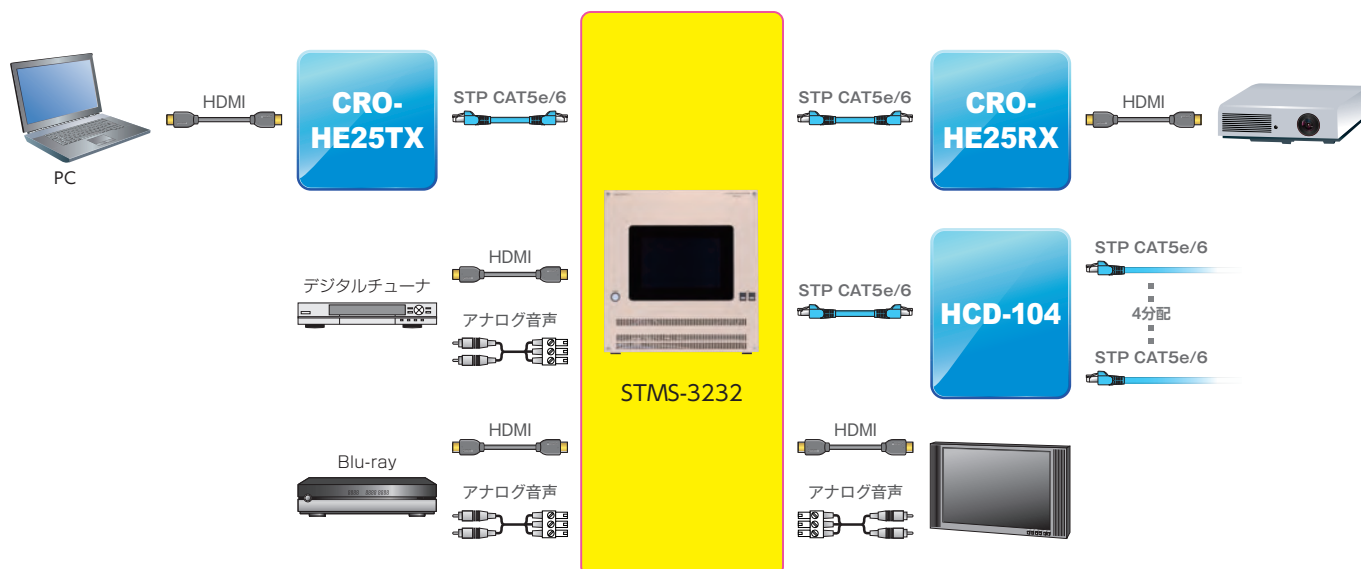 HDMI
CRO-
HE25TX
STP CAT5e/6
PC
デジタルチューナ
HDMI
アナログ音声
Blu-ray
HDMI
アナログ音声
STMS-3232
STP CAT5e/6
CRO-
HE25RX
HDMI
STP CAT5e/6
HCD-104
STP CAT5e/6
4分配
STP CAT5e/6
HDMI
アナログ音声